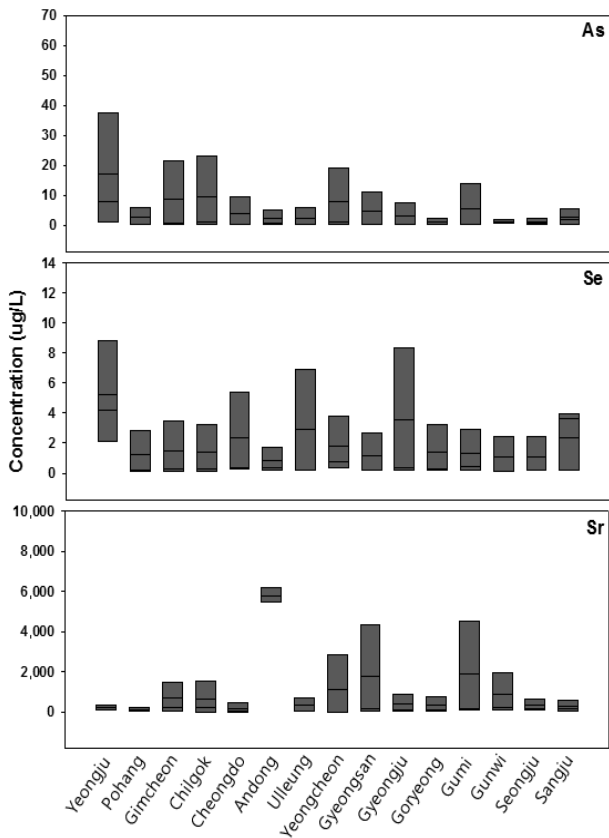 As
70
60
50
40
30
20
10
0
Se
14
12
10
8
6
4
2
0
Concentration (ug/L)
Sr
10,000
8,000
6,000
4,000
2,000
0
Yeongju
Pohang
Gimcheon
Chilgok
Cheongdo
Andong
Ulleung
Yeongcheon
Gyeongsan
Gyeongju
Goryeong
Gumi
Gunwi
Seongju
Sangju